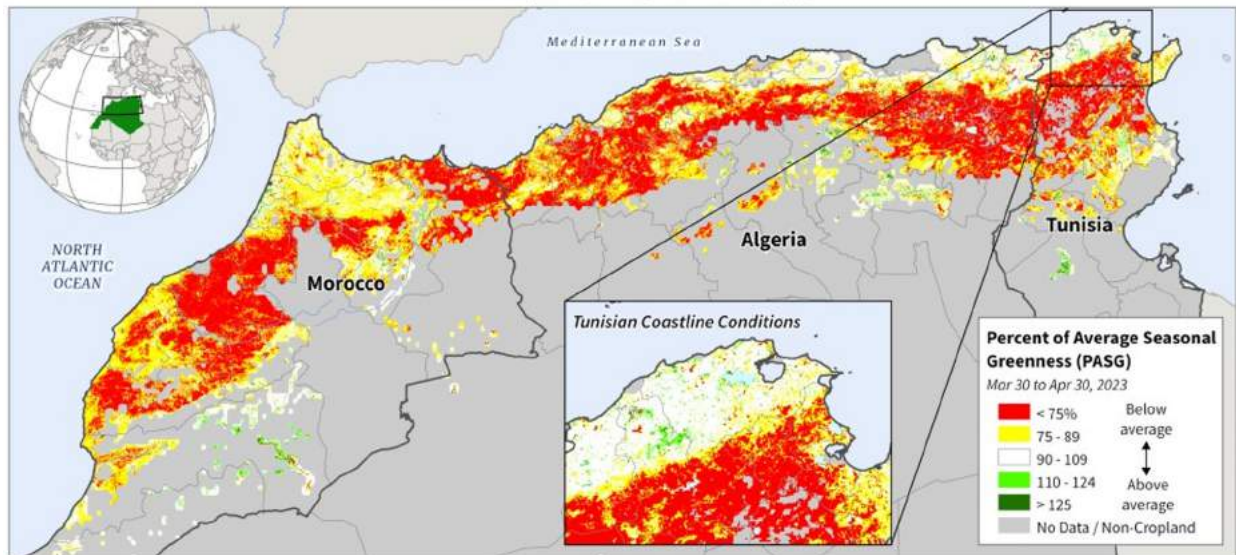 Mediterranean Sea
NORTH
ATLANTIC
OCEAN
Morocco
Algeria
Tunisia
Tunisian Coastline Conditions
Percent of Average Seasonal
Greenness (PASG)
Mar 30 to Apr 30, 2023
< 75%
Below
average
75 - 89
90 - 109
110 - 124
Above
average
> 125
No Data / Non-Cropland